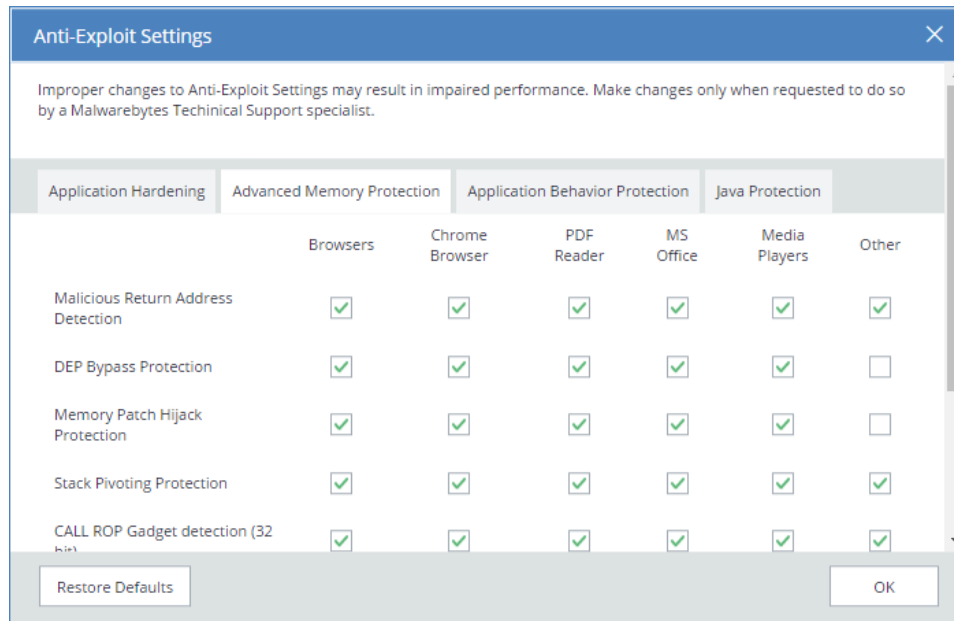 Anti-Exploit Settings
Improper changes to Anti-Exploit Settings may result in impaired performance. Make changes only when requested to do so
by a Malwarebytes Techinical Support specialist.
Application Hardening
Advanced Memory Protection
Application Behavior Protection
Java Protection
Browsers
Chrome
Browser
PDF
Reader
MS
Office
Media
Players
Other
Malicious Return Address
Detection
DEP Bypass Protection
Memory Patch Hijack
Protection
Stack Pivoting Protection
CALL ROP Gadget detection (32
bit)
Restore Defaults
OK